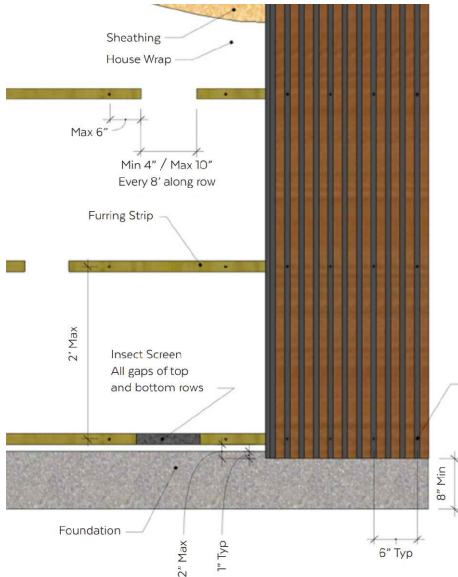 Sheathing
House Wrap
Max 6"
Min 4" / Max 10"
Every 8' along row
Furring Strip
2' Max
Insect Screen
All gaps of top
and bottom rows
8" Min
Foundation
2" Max
1" Typ
6" Typ